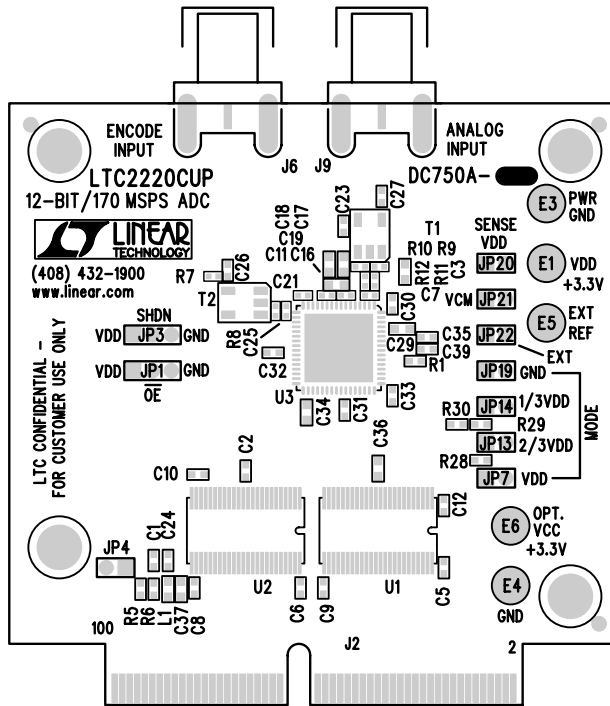 ENCODE
INPUT
J6
J9
ANALOG
INPUT
LTC2220CUP
12-BIT/170 MSPS ADC
DC750A-
LINEAR
TECHNOLOGY
(408) 432-1900
www.linear.com
LTC CONFIDENTIAL –
FOR CUSTOMER USE ONLY
E3
PWR
GND
E1
VDD
+3.3V
E5
EXT
REF
SENSE
VDD
JP20
VCM
JP21
JP22
EXT
JP19
GND
JP14
1/3VDD
R30
R29
JP13
2/3VDD
R28
JP7
VDD
MODE
C27
C23
C18
C17
C19
C11
C16
T1
R10
R9
R12
R11
C3
C7
R7
C26
T2
C21
C30
R8
C25
C29
C35
C39
R1
C32
U3
C34
C31
C33
SHDN
VDD
JP3
GND
VDD
JP1
GND
OE
C10
C2
C36
C12
JP4
C1
C24
U2
U1
C5
R5
R6
L1
C37
C8
C6
C9
E6
OPT.
VCC
+3.3V
E4
GND
100
J2
2